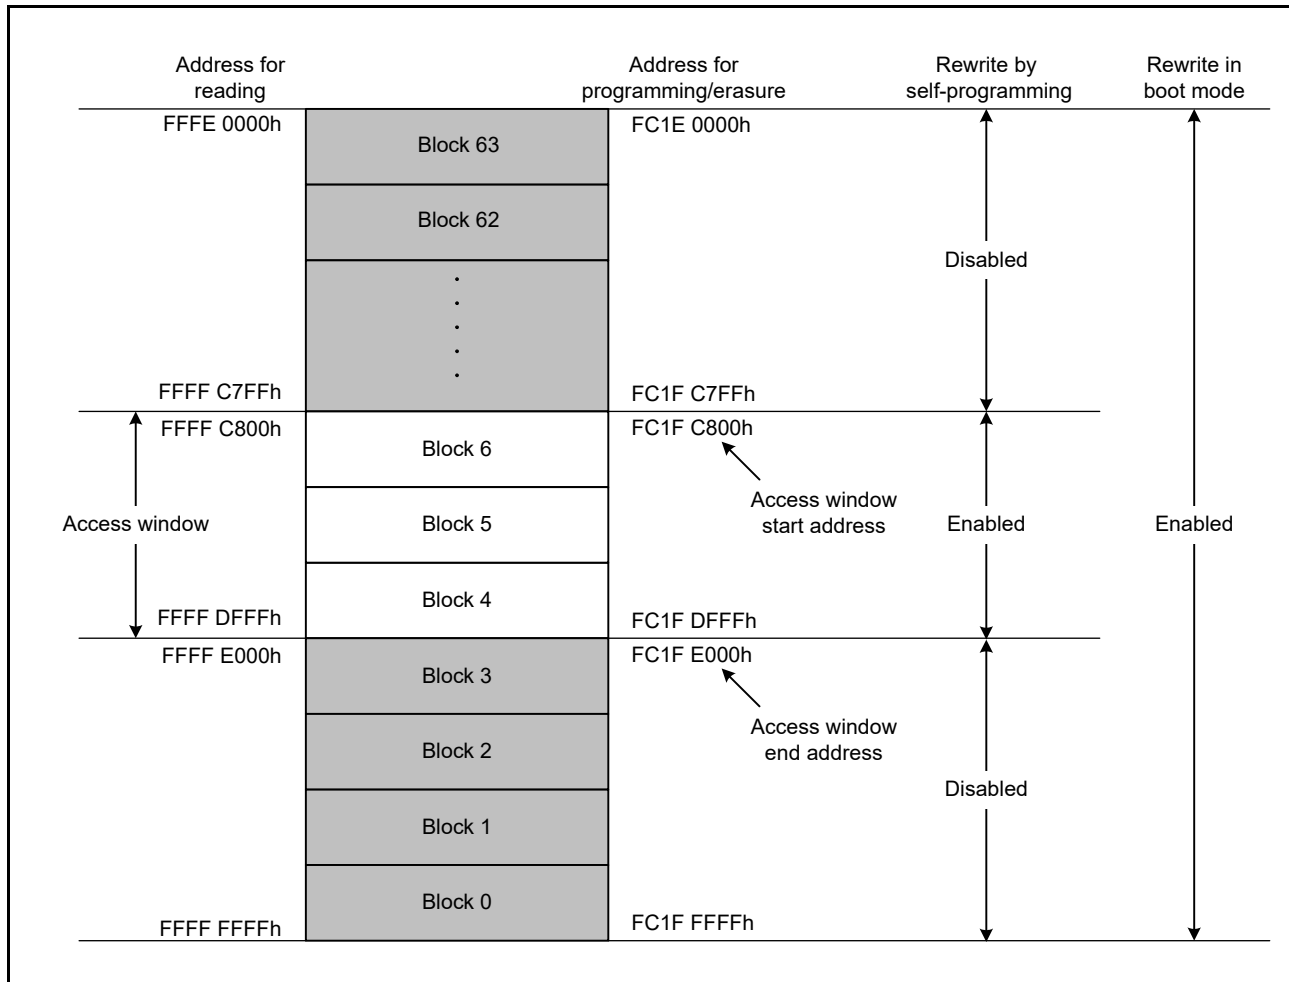 Address for
reading
Address for
programming/erasure
Rewrite by
self-programming
Rewrite in
boot mode
FFFE 0000h
FC1E 0000h
Block 63
Block 62
Disabled
FFFF C7FFh
FC1F C7FFh
FFFF C800h
FC1F C800h
Block 6
Access window
start address
Access window
Block 5
Enabled
Enabled
Block 4
FFFF DFFFh
FC1F DFFFh
FFFF E000h
FC1F E000h
Block 3
Access window
end address
Block 2
Disabled
Block 1
Block 0
FFFF FFFFh
FC1F FFFFh